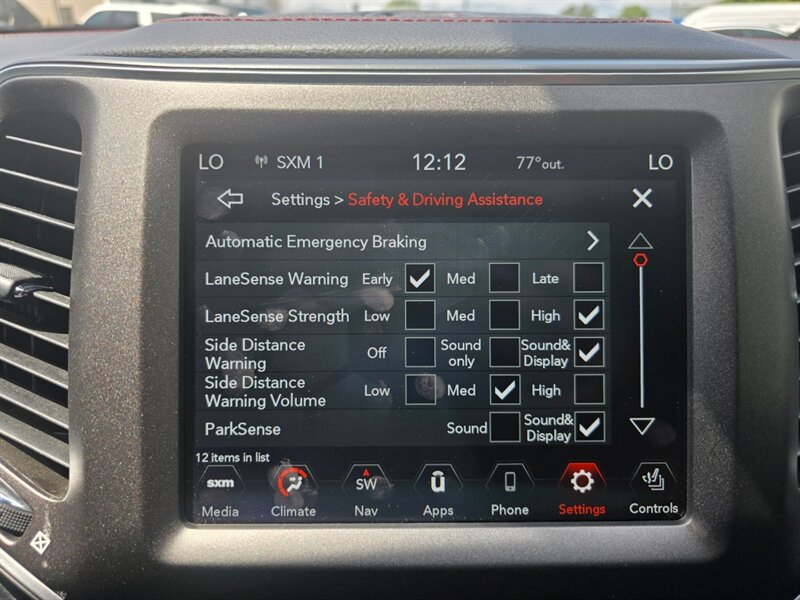 LO SXM 1 12:12 77°out. LO
Settings > Safety & Driving Assistance
Automatic Emergency Braking
LaneSense Warning Early Med Late
LaneSense Strength Low Med High
Side Distance Warning Off Sound only Sound& Display
Side Distance Warning Volume Low Med High
ParkSense Sound Sound& Display
12 items in list
sxm SW u
Media Climate Nav Apps Phone Settings Controls